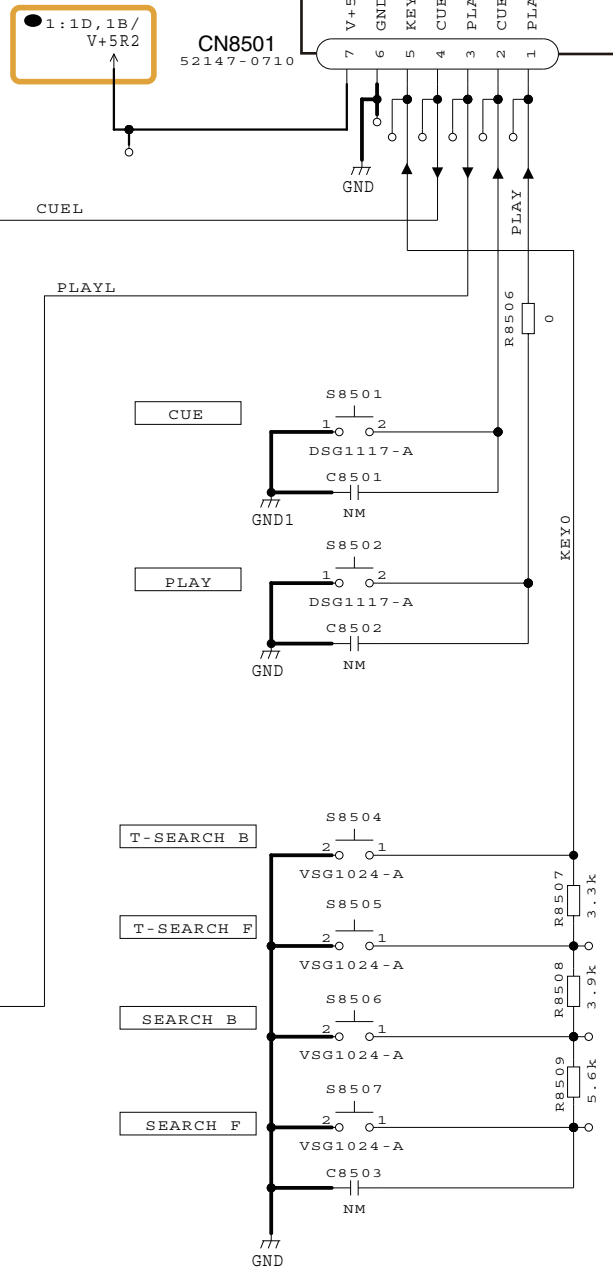 1:1D,1B/
V+5R2
CN8501
52147-0710
7
6
5
4
3
2
1
GND
CUEL
PLAY
PLAYL
R8506
0
S8501
CUE
1
2
DSG1117-A
C8501
NM
GND1
KEY0
S8502
PLAY
1
2
DSG1117-A
C8502
NM
GND
S8504
T-SEARCH B
2
1
VSG1024-A
R8507
3.3k
S8505
T-SEARCH F
2
1
VSG1024-A
R8508
3.9k
S8506
SEARCH B
2
1
VSG1024-A
R8509
5.6k
S8507
SEARCH F
2
1
VSG1024-A
C8503
NM
GND